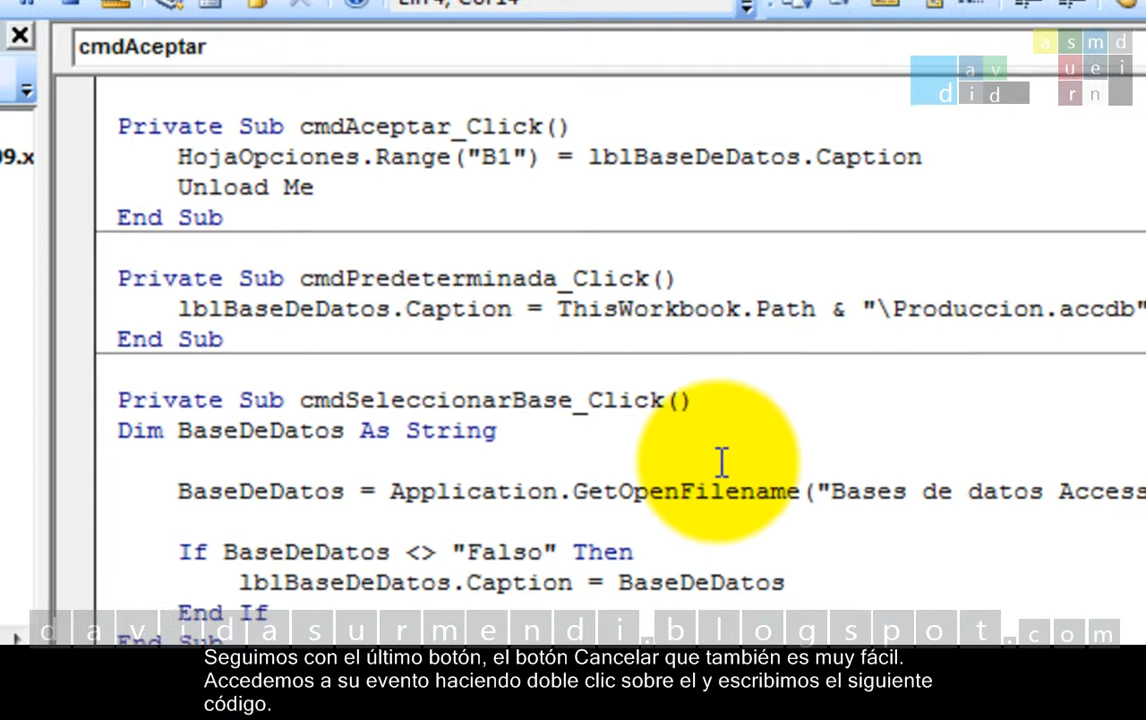 cmdAceptar
a s m d
d a v u e i
d i d r n
09.x
Private Sub cmdAceptar_Click()
HojaOpciones.Range("B1") = lblBaseDeDatos.Caption
Unload Me
End Sub
Private Sub cmdPredeterminada_Click()
lblBaseDeDatos.Caption = ThisWorkbook.Path & "\Produccion.accdb"
End Sub
Private Sub cmdSeleccionarBase_Click()
Dim BaseDeDatos As String
BaseDeDatos = Application.GetOpenFilename("Bases de datos Access
If BaseDeDatos <> "Falso" Then
lblBaseDeDatos.Caption = BaseDeDatos
End If
davidasurmendi.blogspot.com
End Sub
Seguimos con el último botón, el botón Cancelar que también es muy fácil.
Accedemos a su evento haciendo doble clic sobre el y escribimos el siguiente
código.